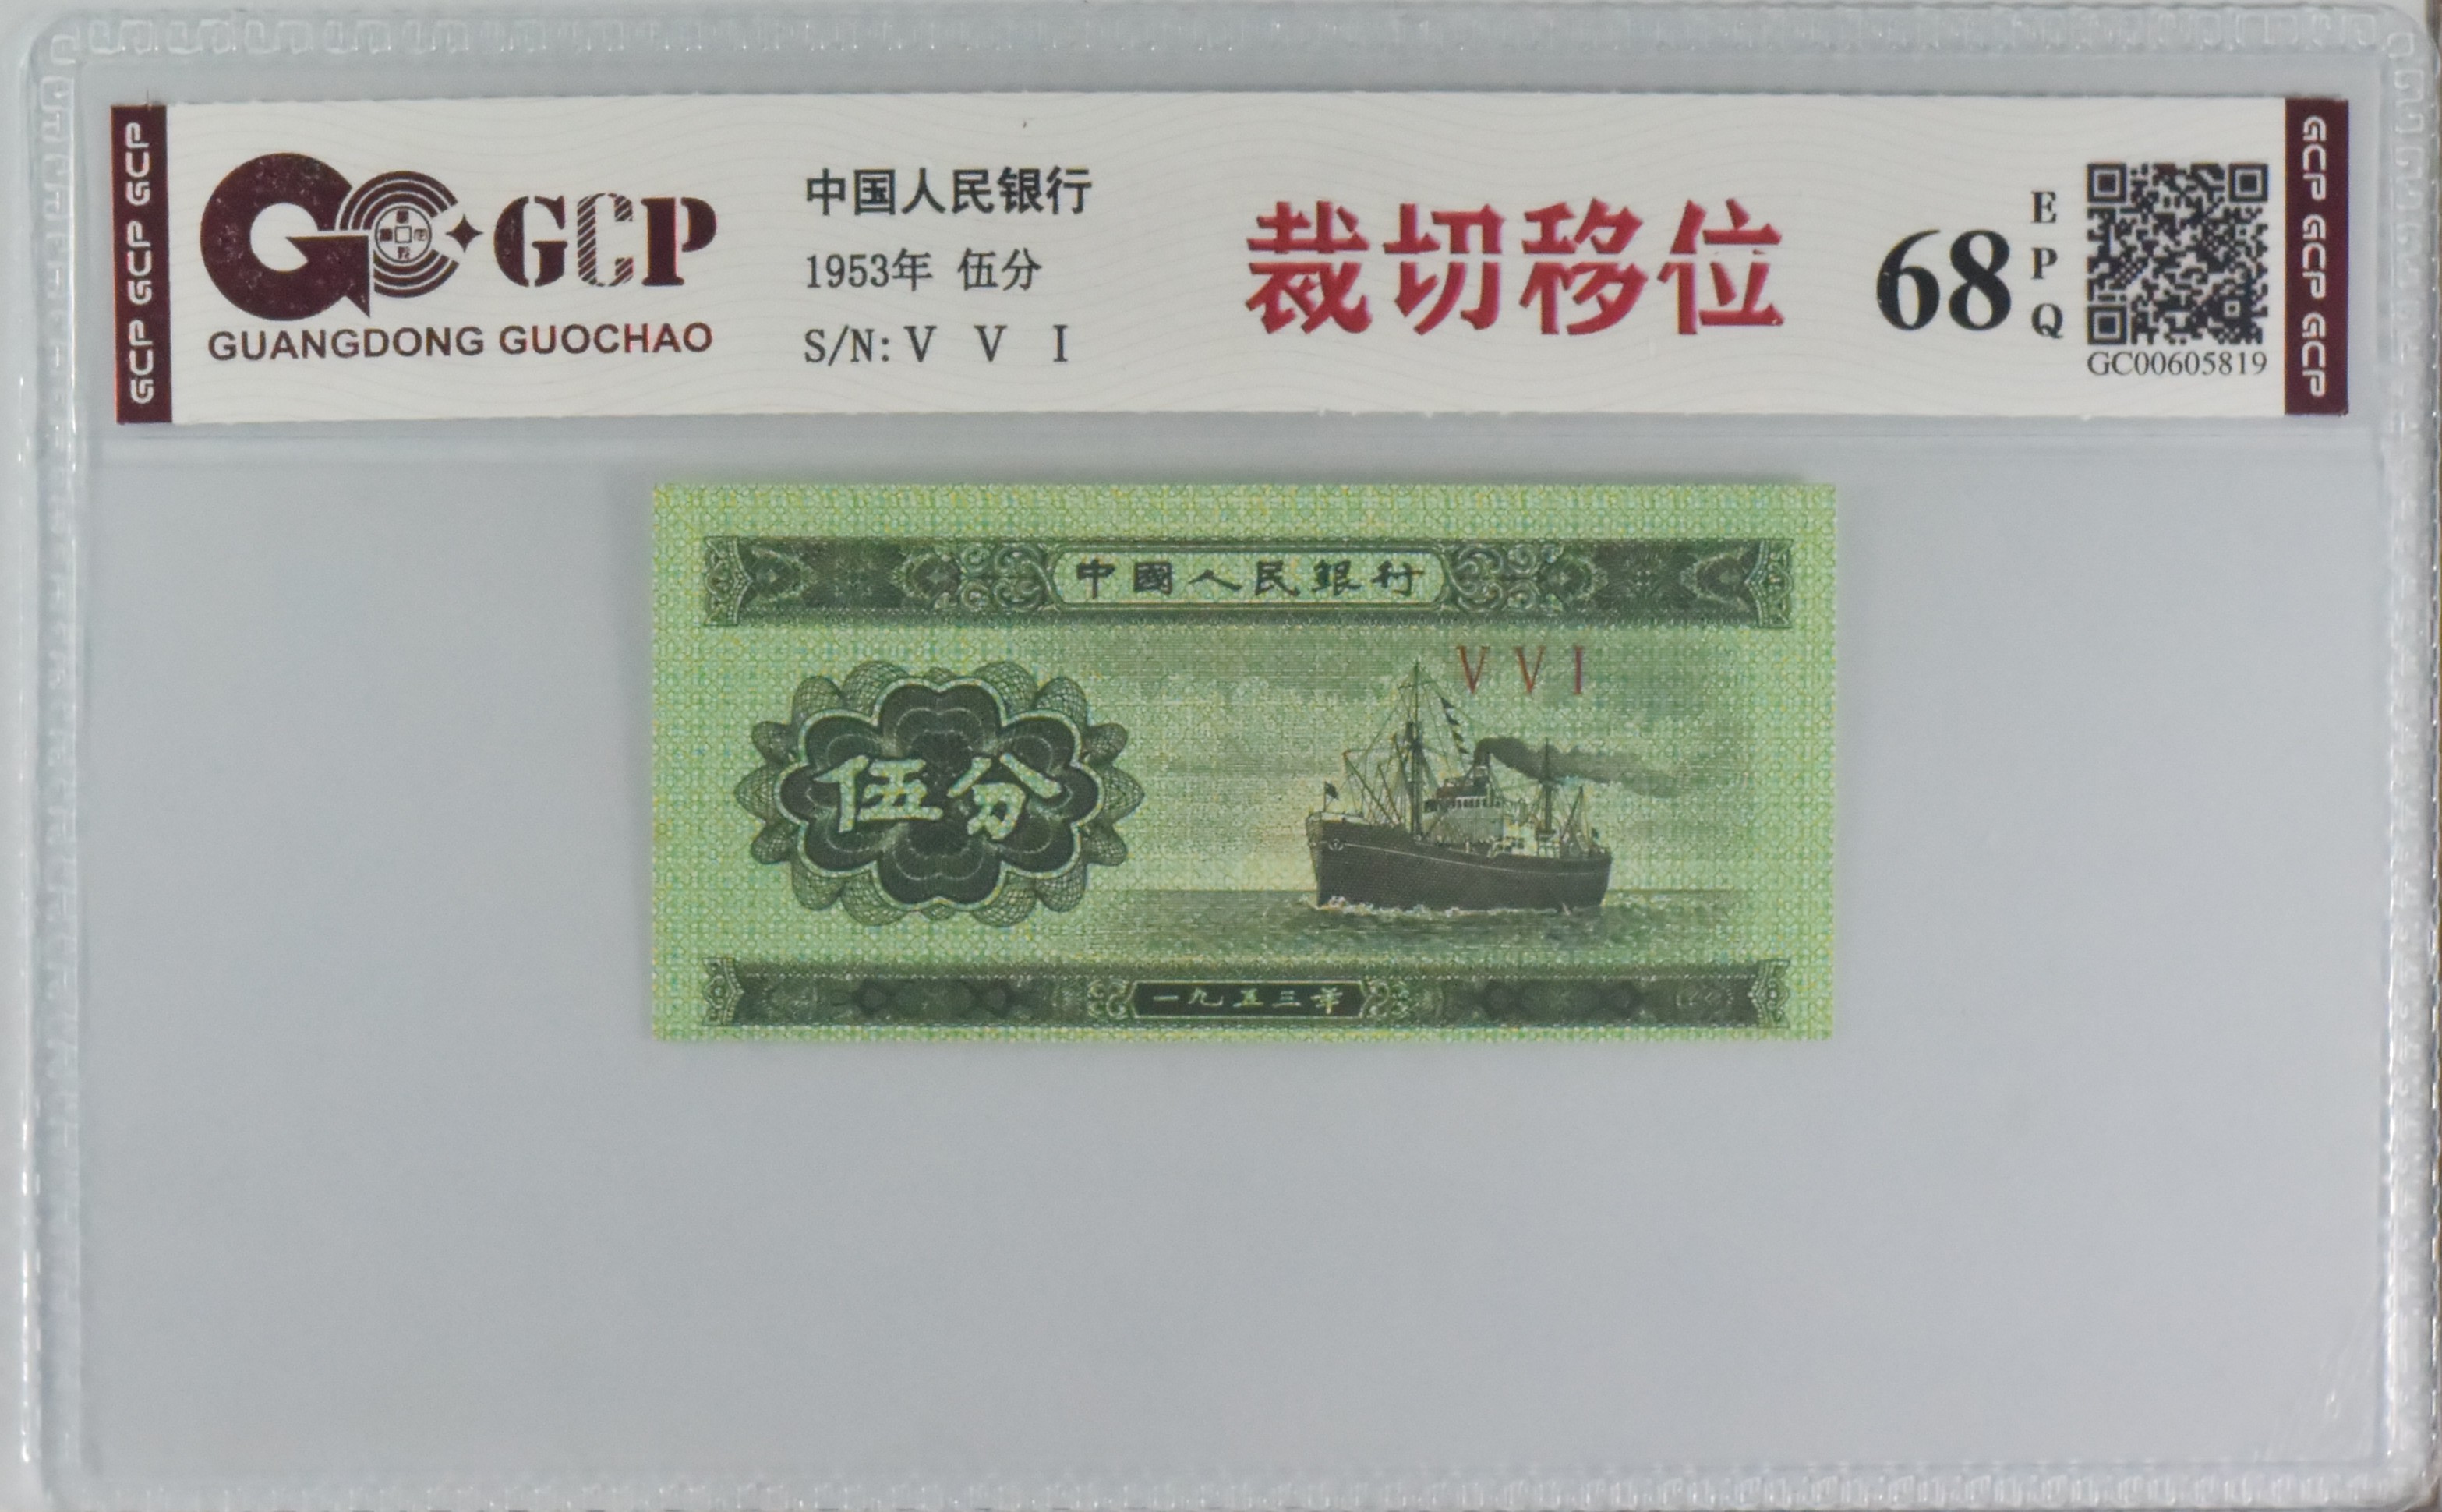 GCP GCP GCP
GCP
GUANGDONG GUOCHAO
中国人民银行
1953年 伍分
S/N: V V I
裁切移位
68
E
P
Q
GC00605819
GCP GCP GCP
中國人民銀行
V V I
伍分
一九五三年